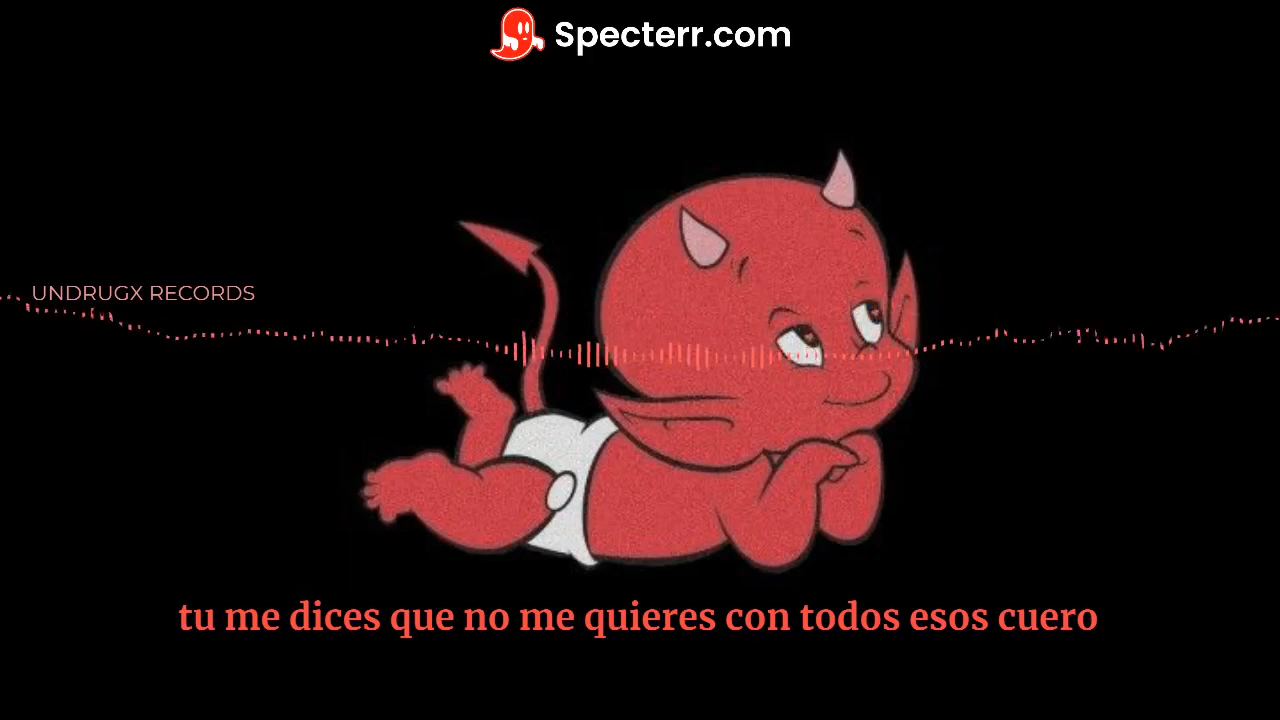 Specterr.com
UNDRUGX RECORDS
tu me dices que no me quieres con todos esos cuero